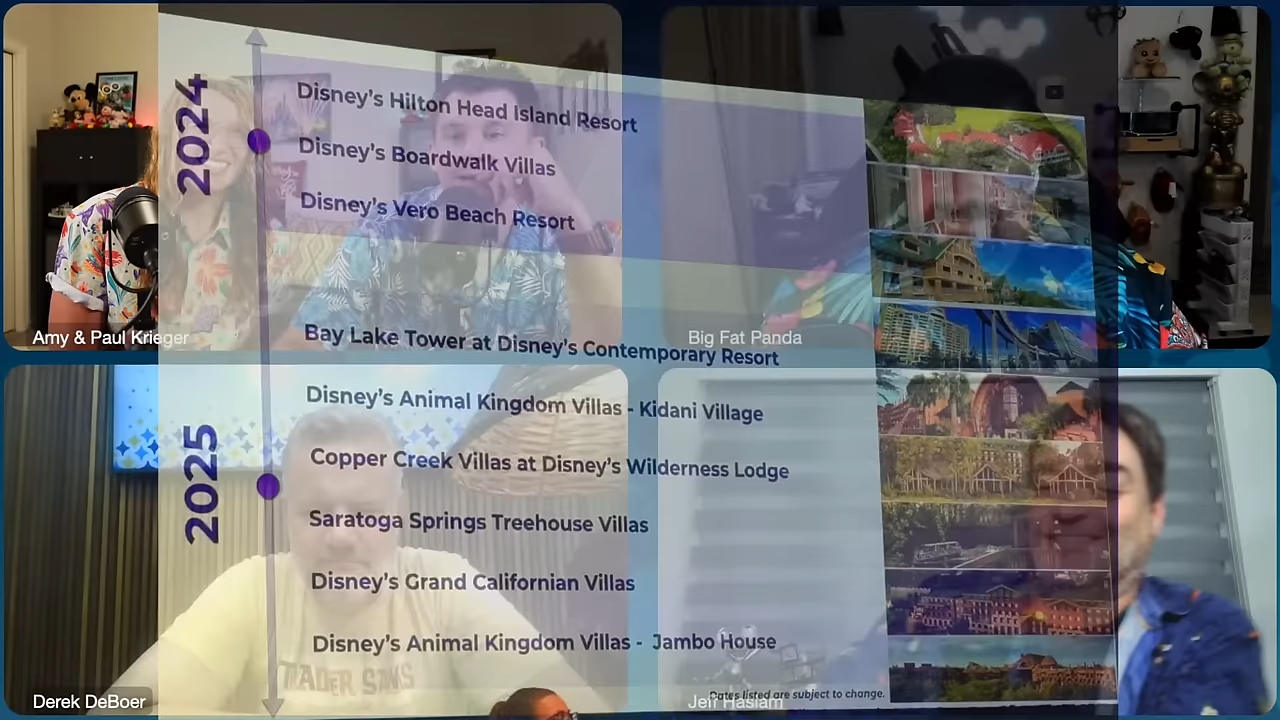 2024
Disney's Hilton Head Island Resort
Disney's Boardwalk Villas
Disney's Vero Beach Resort
Amy & Paul Krieger
Big Fat Panda
Bay Lake Tower at Disney's Contemporary Resort
2025
Disney's Animal Kingdom Villas - Kidani Village
Copper Creek Villas at Disney's Wilderness Lodge
Saratoga Springs Treehouse Villas
Disney's Grand Californian Villas
Disney's Animal Kingdom Villas - Jambo House
TRADER SAM'S
Dates listed are subject to change.
Derek DeBoer
Jeff Haslam